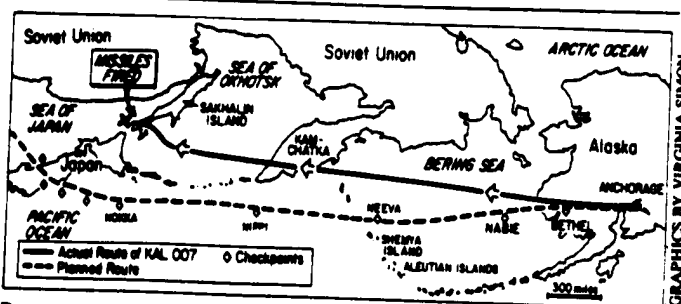 Soviet Union
Soviet Union
ARCTIC OCEAN
MISSILES
FIRED
SEA OF
OKHOTSK
SEA OF
JAPAN
SAKHALIN
ISLAND
KAM-
CHATKA
BERING SEA
Alaska
ANCHORAGE
Japan
PACIFIC
OCEAN
NOKKA
NIPPI
NEEVA
NABIE
BETHEL
SHEMYA
ISLAND
ALEUTIAN ISLANDS
Actual Route of KAL 007
Checkpoints
Planned Route
300 miles
GRAPHICS BY VIRGINIA SIMON